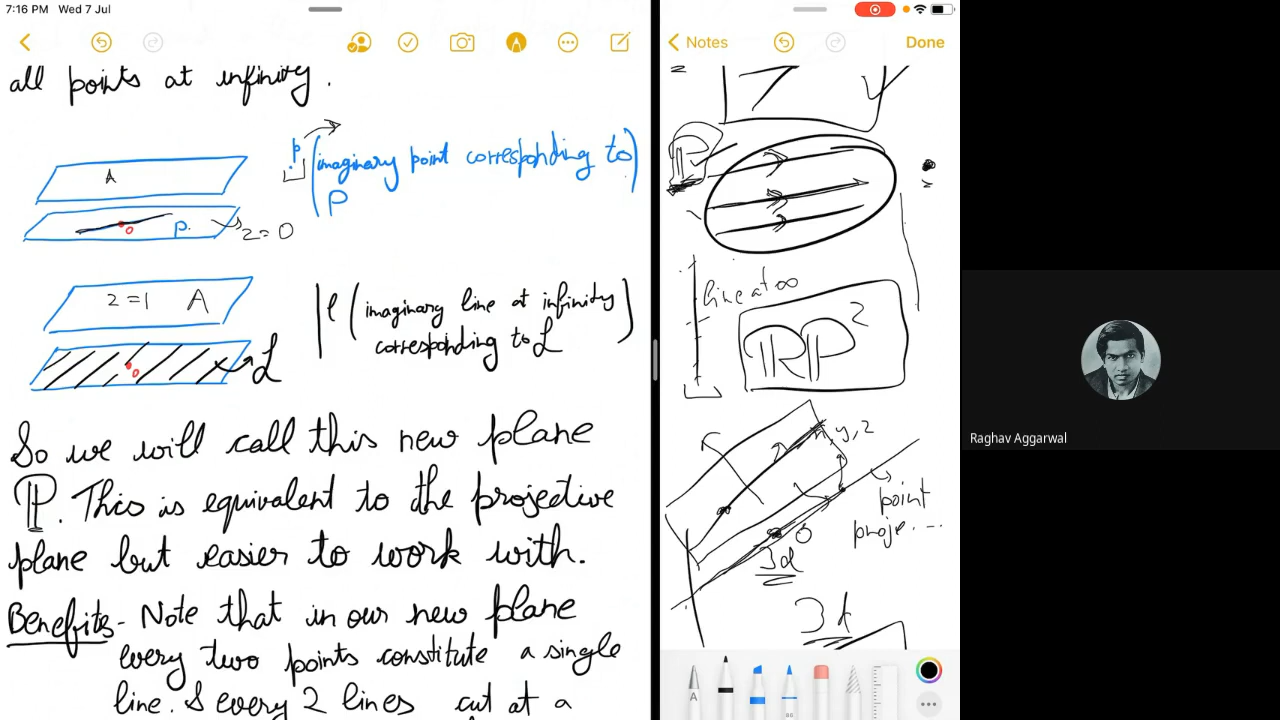 7:16 PM Wed 7 Jul
all points at infinity.
A
O
P.
z=0
P
(imaginary point corresponding to)
P
z=1 A
O
L
l (imaginary line at infinity
corresponding to L)
So we will call this new plane
ℙ. This is equivalent to the projective
plane but easier to work with.
Benefits- Note that in our new plane
every two points constitute a single
line. & every 2 lines cut at a
Notes
Done
ℙ
line at ∞
ℝℙ²
x, y, z
point
proje....
O
3d
3d
A
80
Raghav Aggarwal